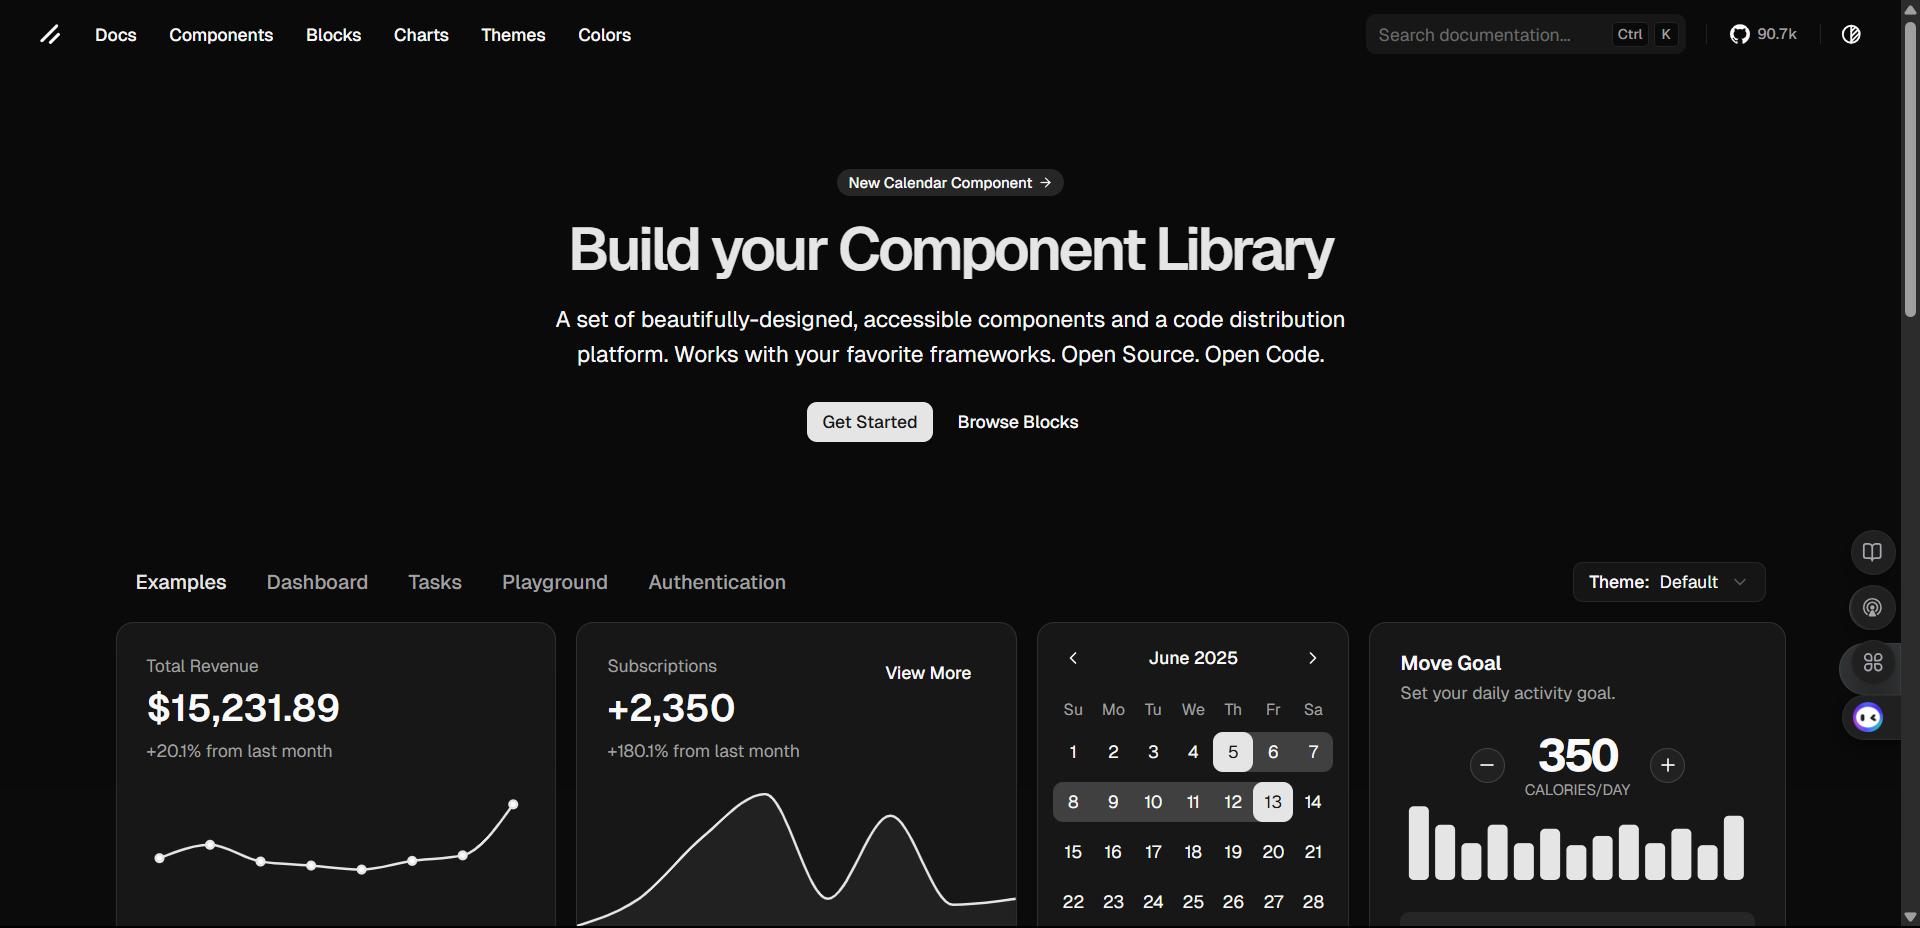 Docs Components Blocks Charts Themes Colors Search documentation... Ctrl K 90.7k
New Calendar Component →
Build your Component Library
A set of beautifully-designed, accessible components and a code distribution
platform. Works with your favorite frameworks. Open Source. Open Code.
Get Started Browse Blocks
Examples Dashboard Tasks Playground Authentication Theme: Default
Total Revenue
$15,231.89
+20.1% from last month
Subscriptions
View More
+2,350
+180.1% from last month
June 2025
Su Mo Tu We Th Fr Sa
1 2 3 4 5 6 7
8 9 10 11 12 13 14
15 16 17 18 19 20 21
22 23 24 25 26 27 28
Move Goal
Set your daily activity goal.
350
CALORIES/DAY